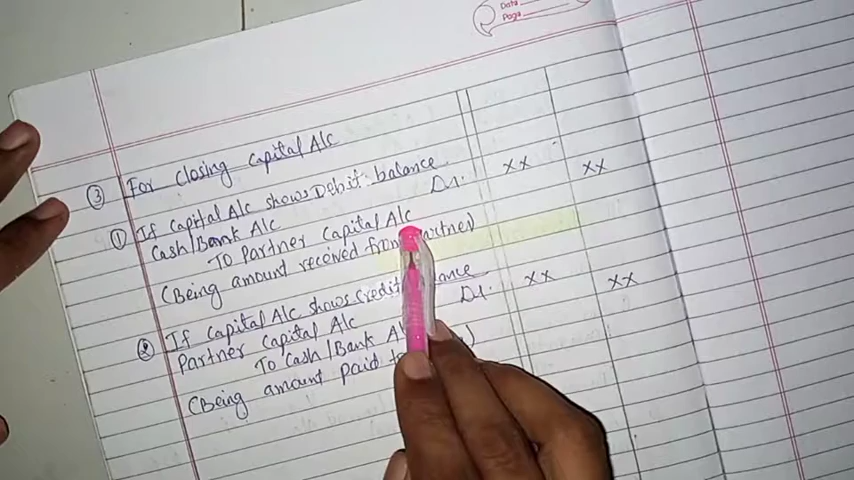 Date
Page
③ For closing capital A/c
① If capital A/c shows Debit balance
Cash/Bank A/c Dr. xx
To Partner Capital A/c xx
(Being amount received from partner)
② If Capital A/c shows Credit
Partner Capital A/c Dr. xx
To Cash/Bank A/ xx
(Being amount paid